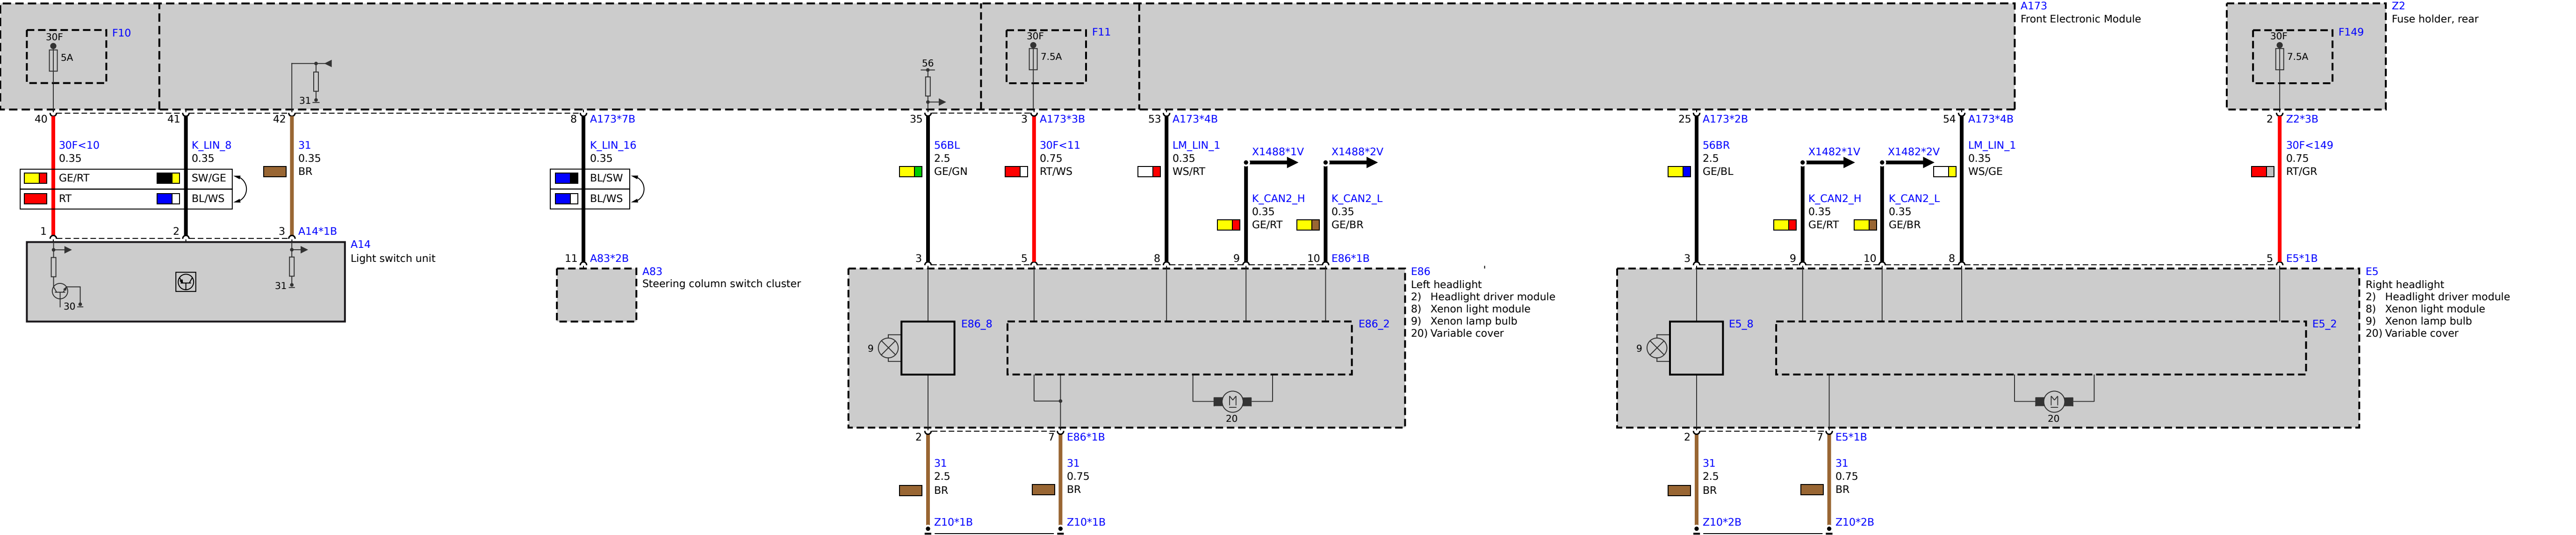 A173
Front Electronic Module
Z2
Fuse holder, rear
F10
30F
5A
31
56
F11
30F
7.5A
F149
30F
7.5A
40
41
42
8
A173*7B
35
3
A173*3B
53
A173*4B
25
A173*2B
54
A173*4B
2
Z2*3B
30F<10
0.35
GE/RT
RT
K_LIN_8
0.35
SW/GE
BL/WS
31
0.35
BR
K_LIN_16
0.35
BL/SW
BL/WS
56BL
2.5
GE/GN
30F<11
0.75
RT/WS
LM_LIN_1
0.35
WS/RT
X1488*1V
K_CAN2_H
0.35
GE/RT
X1488*2V
K_CAN2_L
0.35
GE/BR
56BR
2.5
GE/BL
X1482*1V
K_CAN2_H
0.35
GE/RT
X1482*2V
K_CAN2_L
0.35
GE/BR
LM_LIN_1
0.35
WS/GE
30F<149
0.75
RT/GR
1
2
3
A14*1B
A14
Light switch unit
30
31
11
A83*2B
A83
Steering column switch cluster
3
5
8
9
10
E86*1B
E86
Left headlight
2) Headlight driver module
8) Xenon light module
9) Xenon lamp bulb
20) Variable cover
9
E86_8
E86_2
M
20
3
9
10
8
5
E5*1B
E5
Right headlight
2) Headlight driver module
8) Xenon light module
9) Xenon lamp bulb
20) Variable cover
9
E5_8
E5_2
M
20
2
7
E86*1B
31
2.5
BR
31
0.75
BR
Z10*1B
Z10*1B
2
7
E5*1B
31
2.5
BR
31
0.75
BR
Z10*2B
Z10*2B